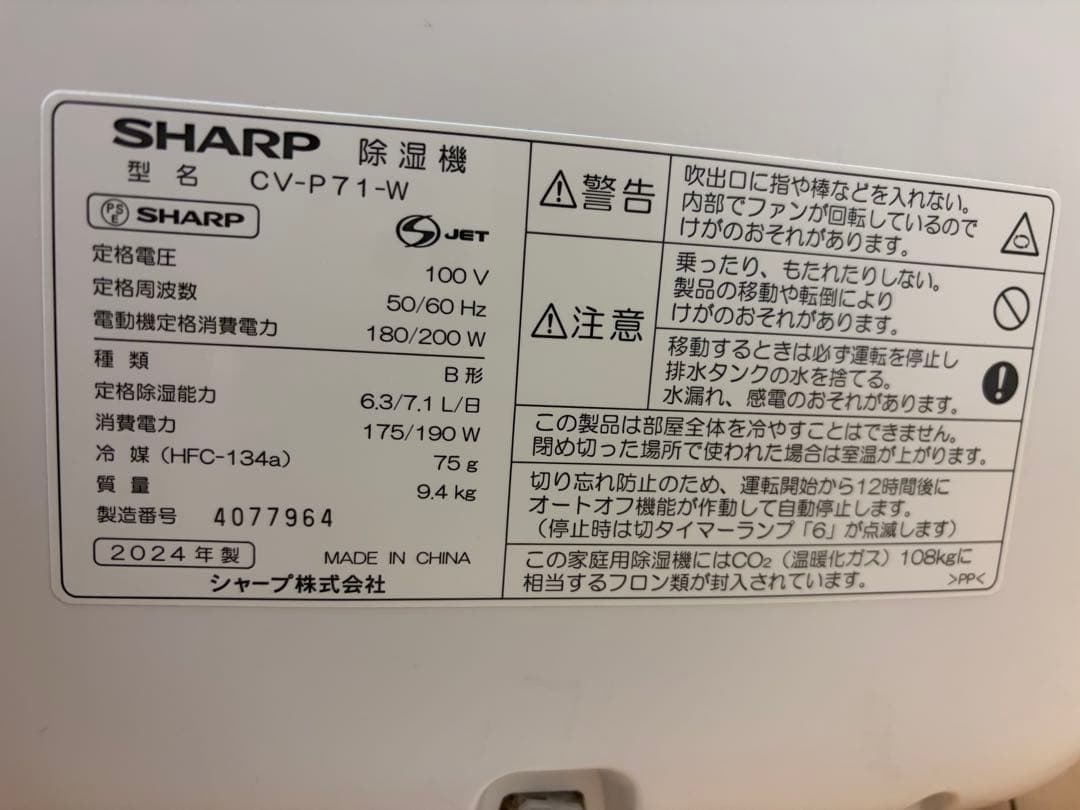 SHARP 除湿機
型名 CV-P71-W
PSE SHARP
S JET
定格電圧 100 V
定格周波数 50/60 Hz
電動機定格消費電力 180/200 W
種類 B形
定格除湿能力 6.3/7.1 L/日
消費電力 175/190 W
冷媒(HFC-134a) 75 g
質量 9.4 kg
製造番号 4077964
2024年製 MADE IN CHINA
シャープ株式会社
警告
吹出口に指や棒などを入れない。
内部でファンが回転しているので
けがのおそれがあります。
注意
乗ったり、もたれたりしない。
製品の移動や転倒により
けがのおそれがあります。
移動するときは必ず運転を停止し
排水タンクの水を捨てる。
水漏れ、感電のおそれがあります。
この製品は部屋全体を冷やすことはできません。
閉め切った場所で使われた場合は室温が上がります。
切り忘れ防止のため、運転開始から12時間後に
オートオフ機能が作動して自動停止します。
(停止時は切タイマーランプ「6」が点滅します)
この家庭用除湿機にはCO₂(温暖化ガス)108kgに
相当するフロン類が封入されています。
>PP<